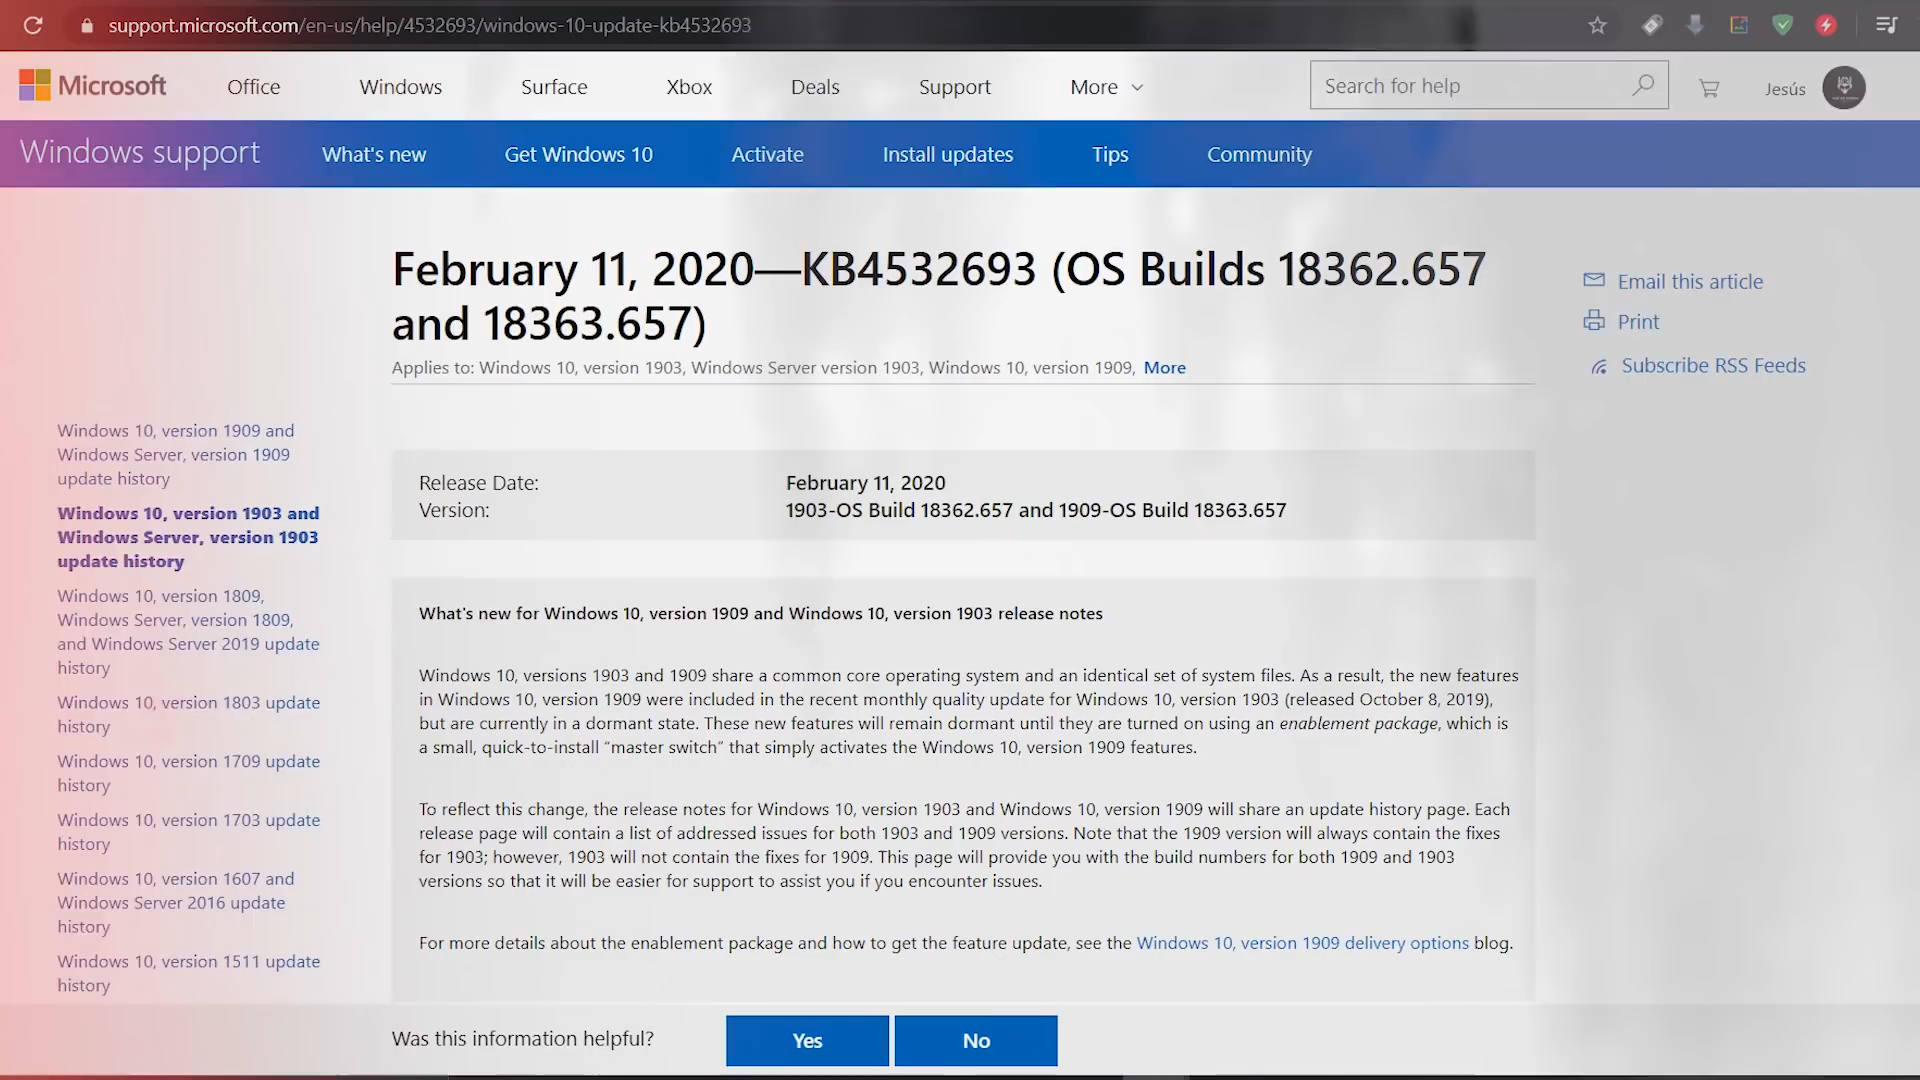 support.microsoft.com/en-us/help/4532693/windows-10-update-kb4532693
Microsoft
Office
Windows
Surface
Xbox
Deals
Support
More
Search for help
Jesús
Windows support
What's new
Get Windows 10
Activate
Install updates
Tips
Community
February 11, 2020—KB4532693 (OS Builds 18362.657
and 18363.657)
Applies to: Windows 10, version 1903, Windows Server version 1903, Windows 10, version 1909, More
Email this article
Print
Subscribe RSS Feeds
Windows 10, version 1909 and
Windows Server, version 1909
update history
Windows 10, version 1903 and
Windows Server, version 1903
update history
Windows 10, version 1809,
Windows Server, version 1809,
and Windows Server 2019 update
history
Windows 10, version 1803 update
history
Windows 10, version 1709 update
history
Windows 10, version 1703 update
history
Windows 10, version 1607 and
Windows Server 2016 update
history
Windows 10, version 1511 update
history
Release Date:
February 11, 2020
Version:
1903-OS Build 18362.657 and 1909-OS Build 18363.657
What's new for Windows 10, version 1909 and Windows 10, version 1903 release notes
Windows 10, versions 1903 and 1909 share a common core operating system and an identical set of system files. As a result, the new features
in Windows 10, version 1909 were included in the recent monthly quality update for Windows 10, version 1903 (released October 8, 2019),
but are currently in a dormant state. These new features will remain dormant until they are turned on using an enablement package, which is
a small, quick-to-install “master switch” that simply activates the Windows 10, version 1909 features.
To reflect this change, the release notes for Windows 10, version 1903 and Windows 10, version 1909 will share an update history page. Each
release page will contain a list of addressed issues for both 1903 and 1909 versions. Note that the 1909 version will always contain the fixes
for 1903; however, 1903 will not contain the fixes for 1909. This page will provide you with the build numbers for both 1909 and 1903
versions so that it will be easier for support to assist you if you encounter issues.
For more details about the enablement package and how to get the feature update, see the Windows 10, version 1909 delivery options blog.
Was this information helpful?
Yes
No